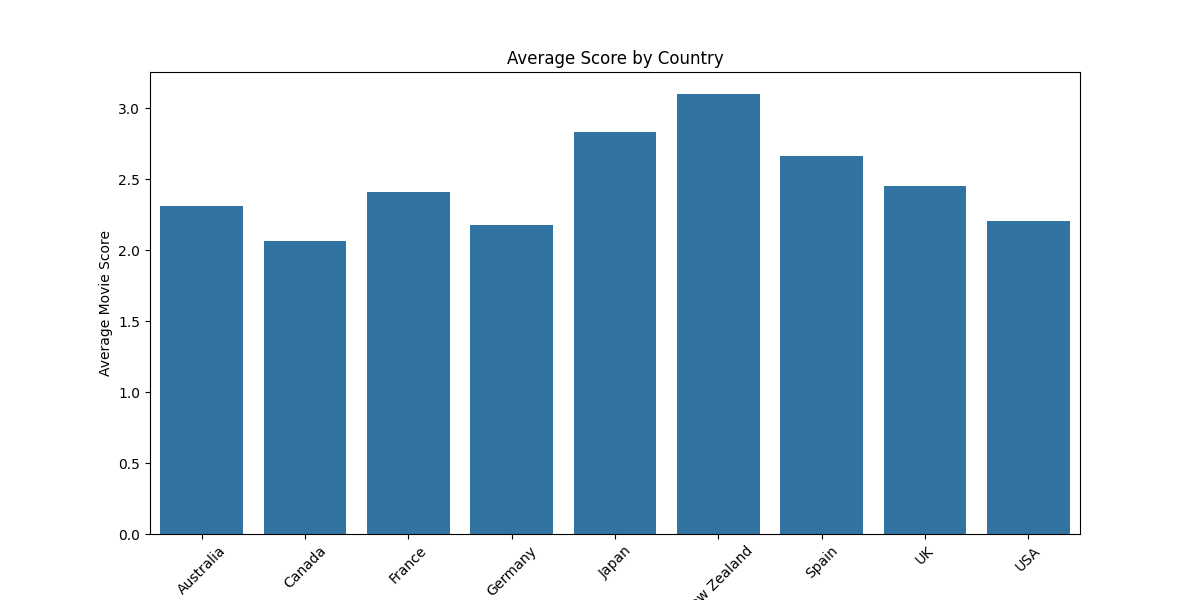 Average Score by Country
Average Movie Score
3.0
2.5
2.0
1.5
1.0
0.5
0.0
Australia
Canada
France
Germany
Japan
w Zealand
Spain
UK
USA